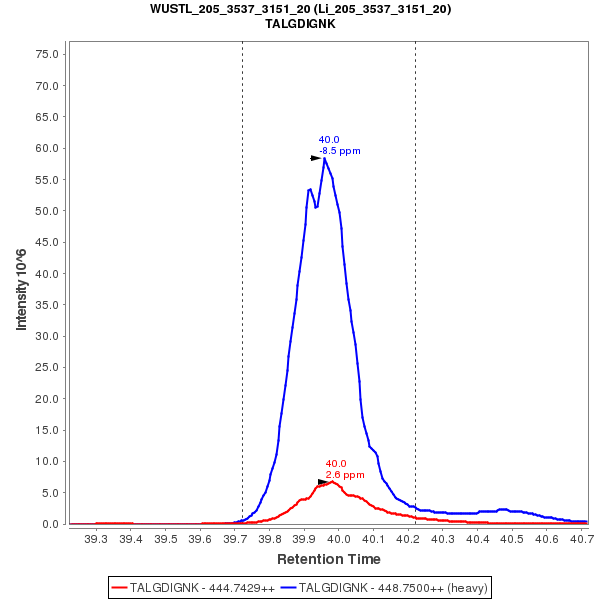 WUSTL_205_3537_3151_20 (Li_205_3537_3151_20)
TALGDIGNK
Intensity 10^6
75.0
70.0
65.0
60.0
55.0
50.0
45.0
40.0
35.0
30.0
25.0
20.0
15.0
10.0
5.0
0.0
40.0
-8.5 ppm
40.0
2.6 ppm
39.3 39.4 39.5 39.6 39.7 39.8 39.9 40.0 40.1 40.2 40.3 40.4 40.5 40.6 40.7
Retention Time
TALGDIGNK - 444.7429++ TALGDIGNK - 448.7500++ (heavy)